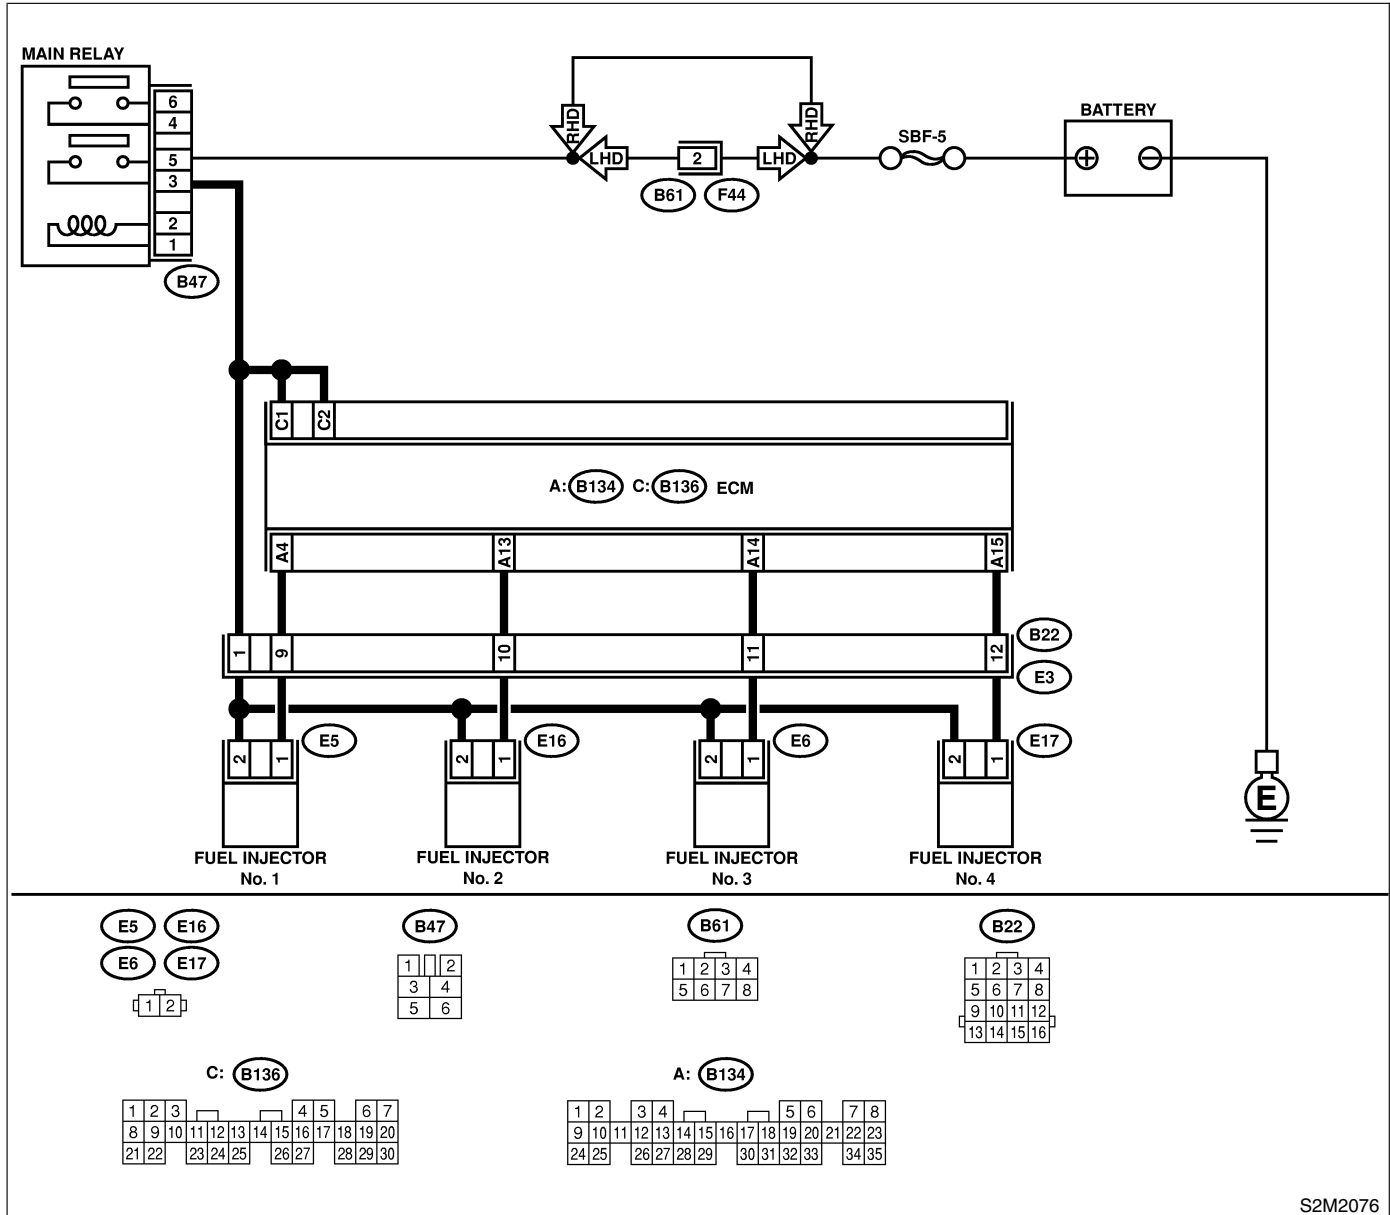 MAIN RELAY
6
4
5
3
2
1
B47
RHD
RHD
LHD
2
LHD
B61
F44
SBF-5
BATTERY
C1
C2
A: B134 C: B136 ECM
A4
A13
A14
A15
1
9
10
11
12
B22
E3
2
1
E5
2
1
E16
2
1
E6
2
1
E17
E
FUEL INJECTOR
No. 1
FUEL INJECTOR
No. 2
FUEL INJECTOR
No. 3
FUEL INJECTOR
No. 4
E5 E16
E6 E17
1 2
B47
1 2
3 4
5 6
B61
1 2 3 4
5 6 7 8
B22
1 2 3 4
5 6 7 8
9 10 11 12
13 14 15 16
C: B136
1 2 3 4 5 6 7
8 9 10 11 12 13 14 15 16 17 18 19 20
21 22 23 24 25 26 27 28 29 30
A: B134
1 2 3 4 5 6 7 8
9 10 11 12 13 14 15 16 17 18 19 20 21 22 23
24 25 26 27 28 29 30 31 32 33 34 35
S2M2076